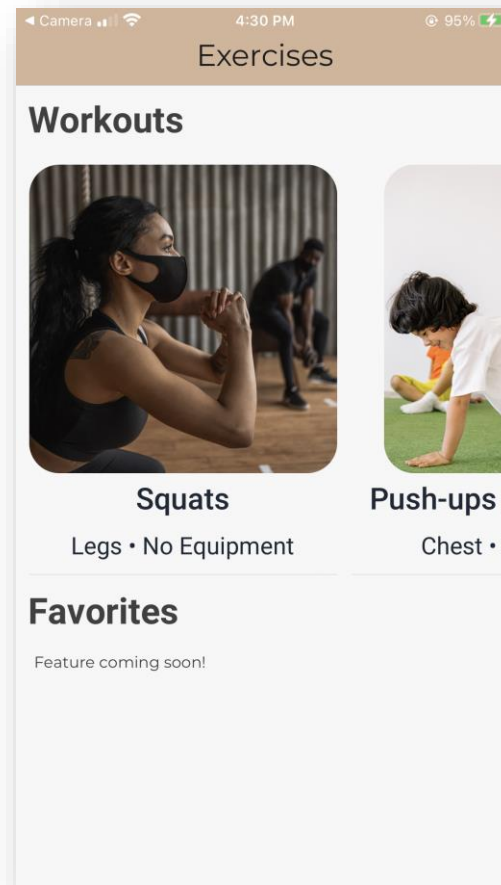 Camera 4:30 PM 95%
Exercises
Workouts
Squats
Legs • No Equipment
Push-ups
Chest •
Favorites
Feature coming soon!